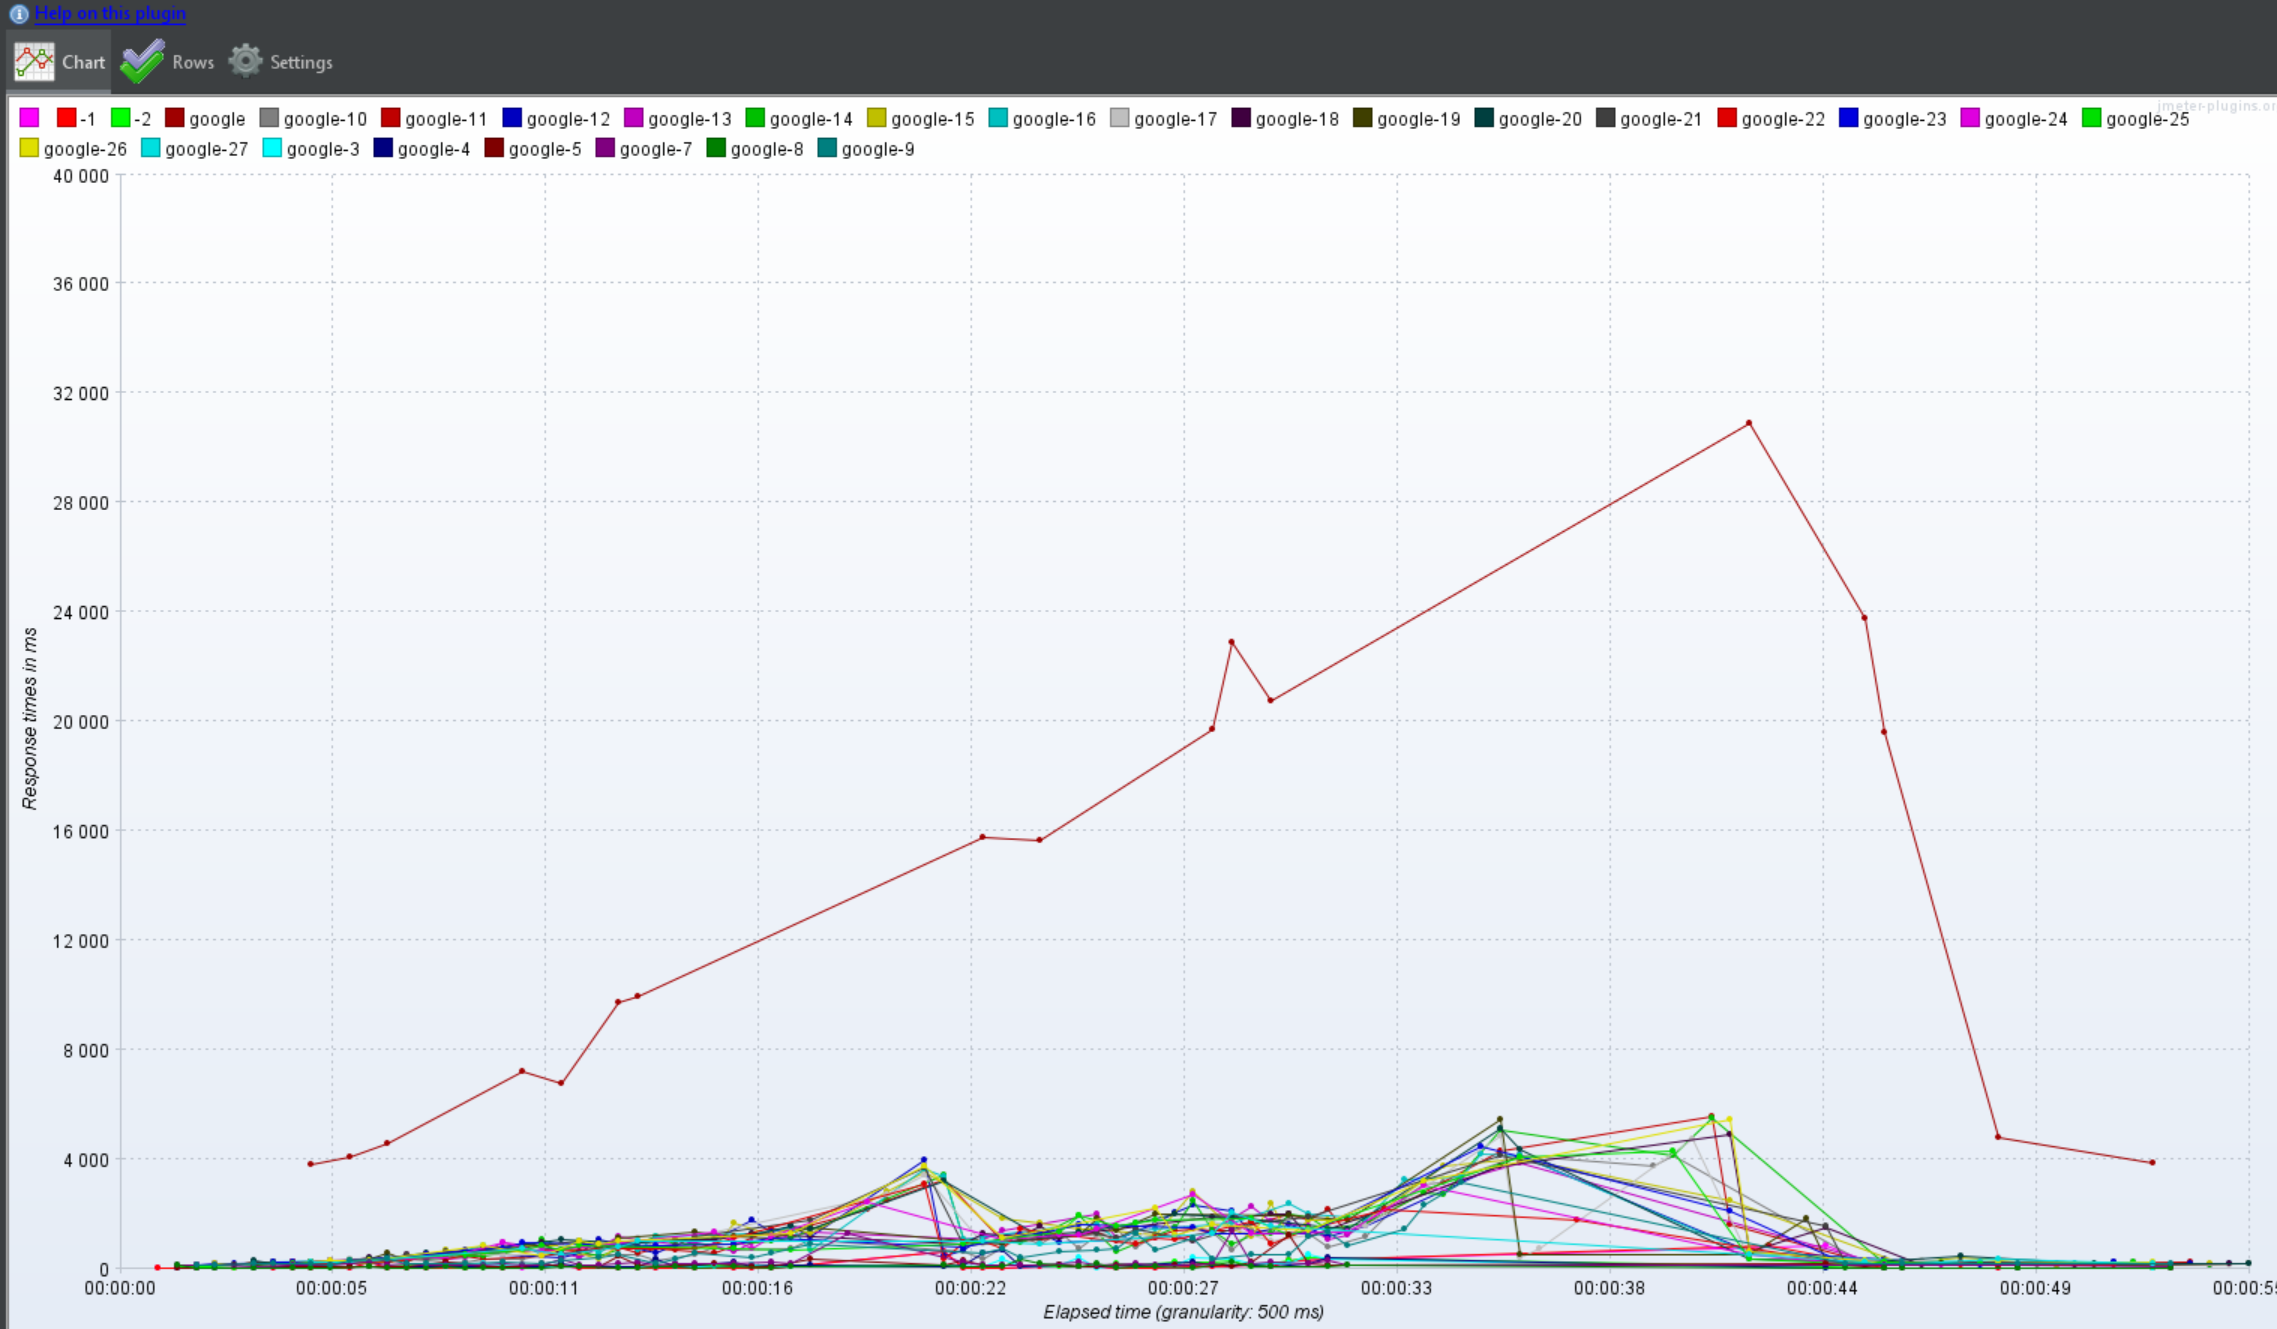 Help on this plugin
Chart Rows Settings
jmeter-plugins.or
-1 -2 google google-10 google-11 google-12 google-13 google-14 google-15 google-16 google-17 google-18 google-19 google-20 google-21 google-22 google-23 google-24 google-25
google-26 google-27 google-3 google-4 google-5 google-7 google-8 google-9
40 000
36 000
32 000
28 000
24 000
20 000
16 000
12 000
8 000
4 000
0
Response times in ms
00:00:00 00:00:05 00:00:11 00:00:16 00:00:22 00:00:27 00:00:33 00:00:38 00:00:44 00:00:49 00:00:55
Elapsed time (granularity: 500 ms)